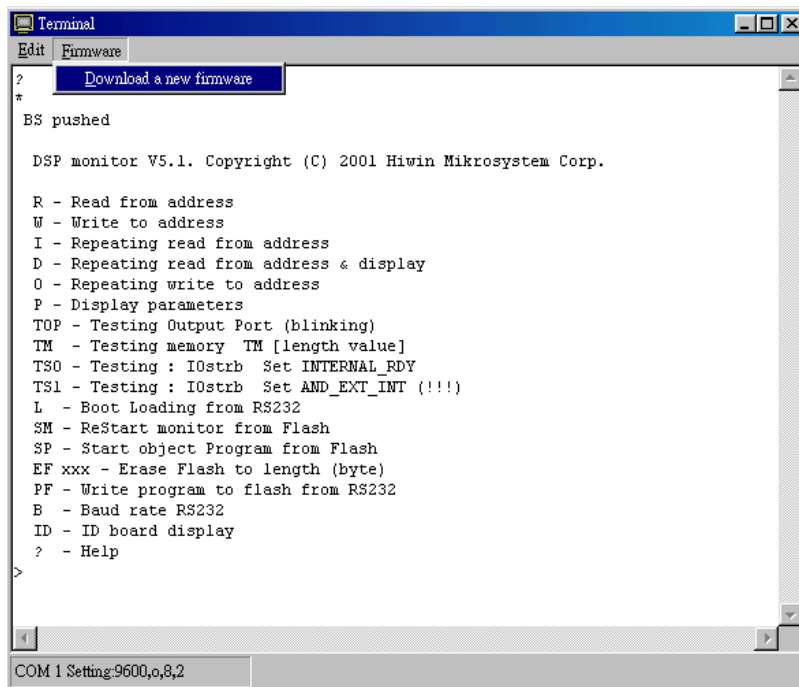 Terminal
Edit Firmware
Download a new firmware
?
*
BS pushed
DSP monitor V5.1. Copyright (C) 2001 Hiwin Mikrosystem Corp.
R - Read from address
W - Write to address
I - Repeating read from address
D - Repeating read from address & display
O - Repeating write to address
P - Display parameters
TOP - Testing Output Port (blinking)
TM  - Testing memory  TM [length value]
TS0 - Testing : IOstrb  Set INTERNAL_RDY
TS1 - Testing : IOstrb  Set AND_EXT_INT (!!!)
L  - Boot Loading from RS232
SM - ReStart monitor from Flash
SP - Start object Program from Flash
EF xxx - Erase Flash to length (byte)
PF - Write program to flash from RS232
B  - Baud rate RS232
ID - ID board display
?  - Help
>
COM 1 Setting:9600,o,8,2